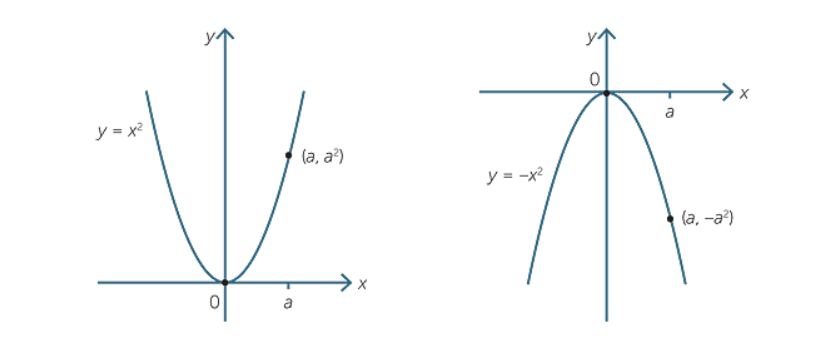 y
y = x²
(a, a²)
x
0
a
y
0
x
a
y = –x²
(a, –a²)